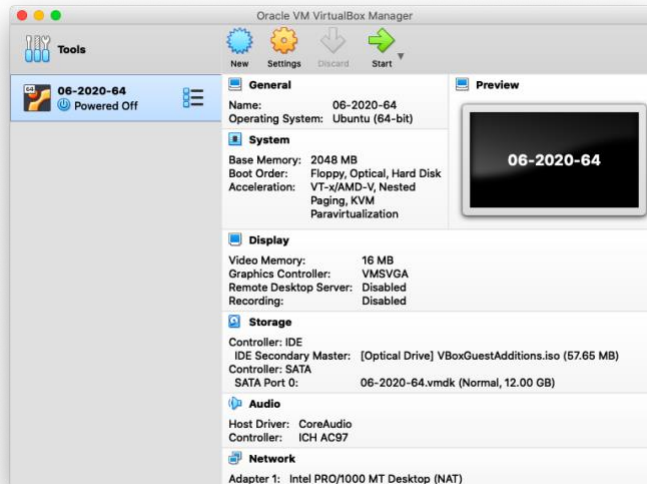 Oracle VM VirtualBox Manager
Tools
New Settings Discard Start
64
06-2020-64
Powered Off
General
Name: 06-2020-64
Operating System: Ubuntu (64-bit)
Preview
06-2020-64
System
Base Memory: 2048 MB
Boot Order: Floppy, Optical, Hard Disk
Acceleration: VT-x/AMD-V, Nested
Paging, KVM
Paravirtualization
Display
Video Memory: 16 MB
Graphics Controller: VMSVGA
Remote Desktop Server: Disabled
Recording: Disabled
Storage
Controller: IDE
IDE Secondary Master: [Optical Drive] VBoxGuestAdditions.iso (57.65 MB)
Controller: SATA
SATA Port 0: 06-2020-64.vmdk (Normal, 12.00 GB)
Audio
Host Driver: CoreAudio
Controller: ICH AC97
Network
Adapter 1: Intel PRO/1000 MT Desktop (NAT)